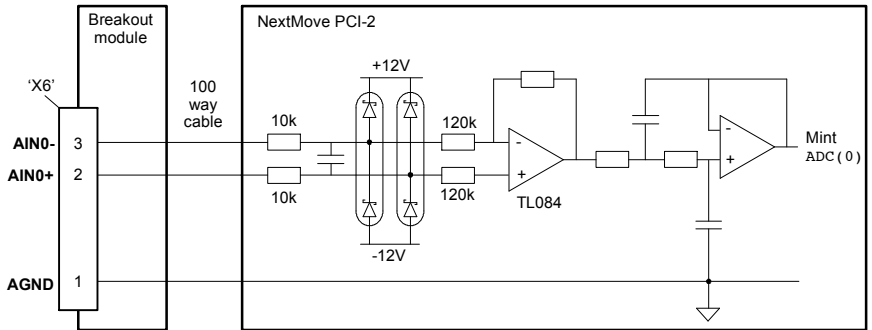 Breakout
module
NextMove PCI-2
'X6'
100
way
cable
+12V
10k
120k
AIN0-
3
-
-
Mint
ADC(0)
AIN0+
2
+
+
10k
120k
TL084
-12V
AGND
1